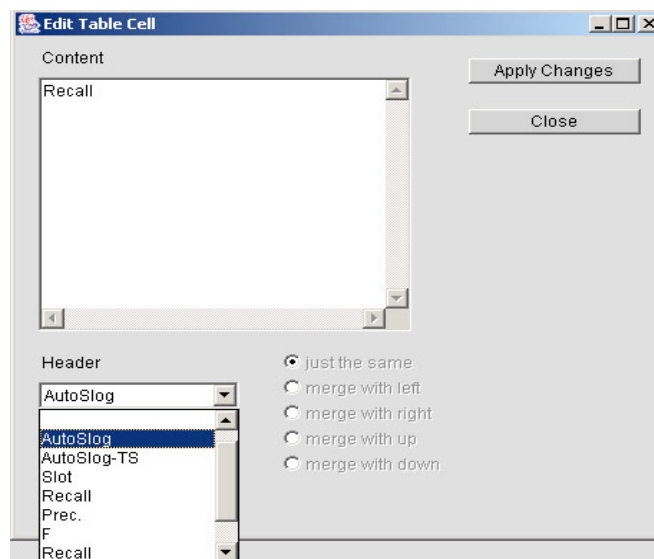 Edit Table Cell
Content
Apply Changes
Recall
Close
Header
just the same
AutoSlog
merge with left
merge with right
AutoSlog
merge with up
AutoSlog-TS
merge with down
Slot
Recall
Prec.
F
Recall